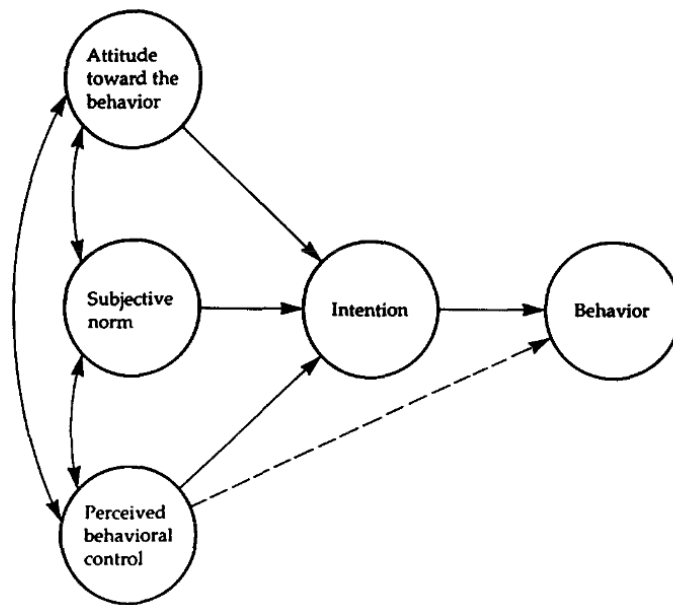 Attitude
toward the
behavior
Subjective
norm
Intention
Behavior
Perceived
behavioral
control